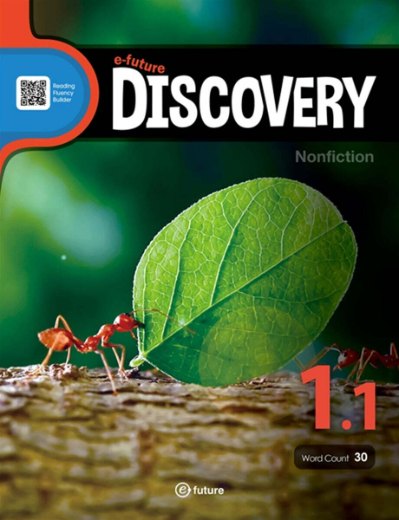 Reading
Fluency
Builder
e-future
DISCOVERY
Nonfiction
1.1
Word Count 30
e future